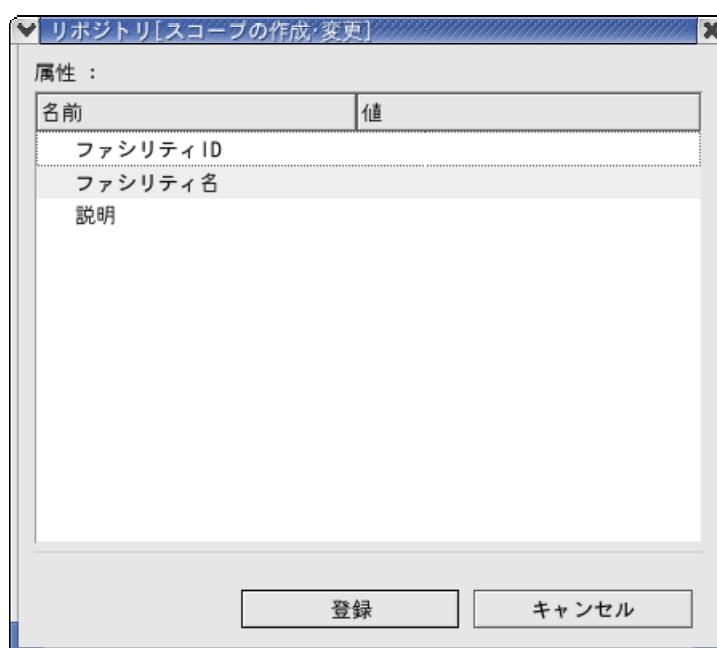 リポジトリ[スコープの作成･変更]
属性 :
名前 値
ファシリティID
ファシリティ名
説明
登録 キャンセル